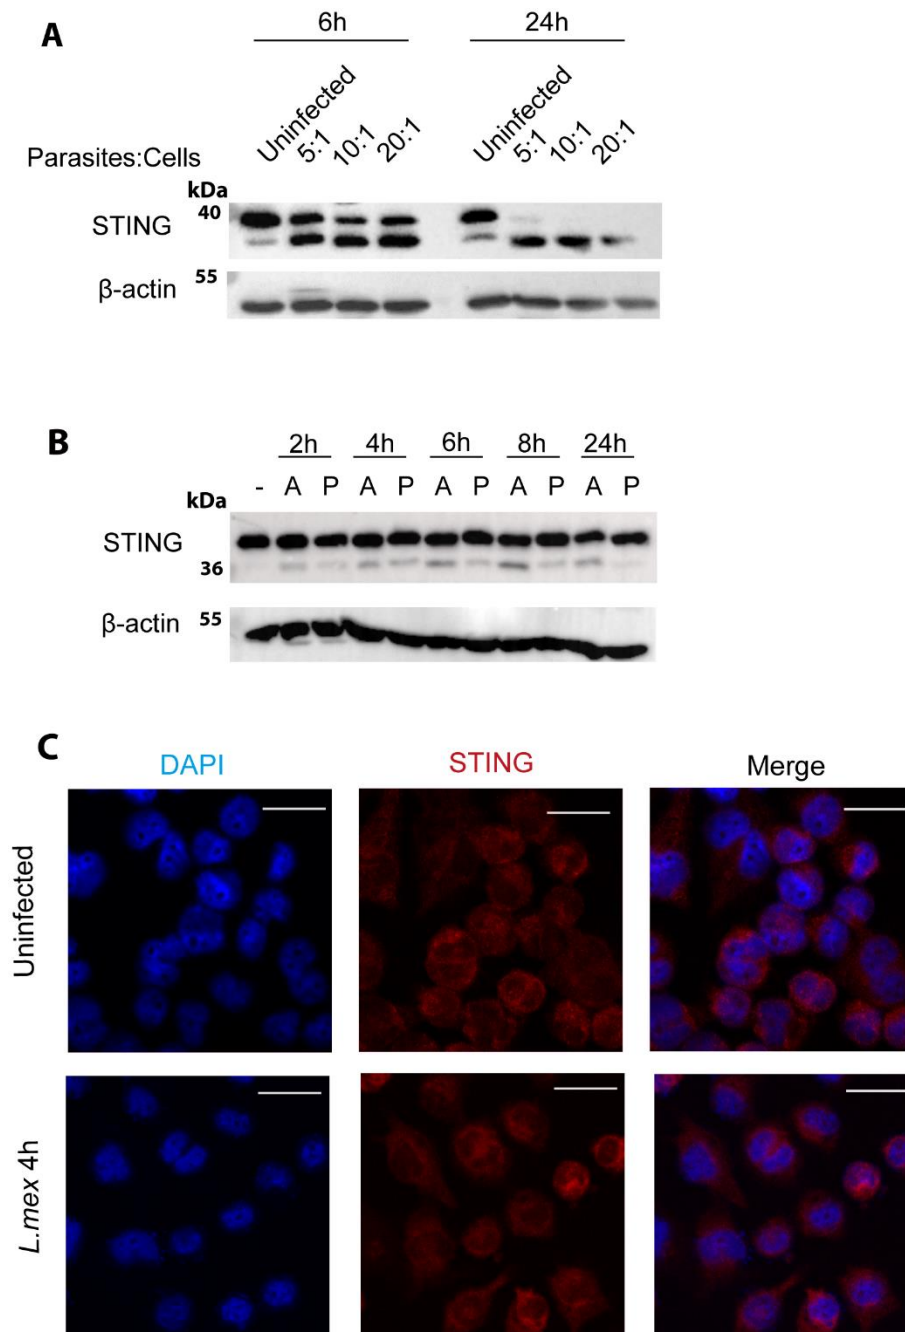 A
6h 24h
Uninfected 5:1 10:1 20:1 Uninfected 5:1 10:1 20:1
Parasites:Cells
kDa
40
STING
55
β-actin
B
2h 4h 6h 8h 24h
- A P A P A P A P A P
kDa
STING
36
55
β-actin
C
DAPI STING Merge
Uninfected
L.mex 4h